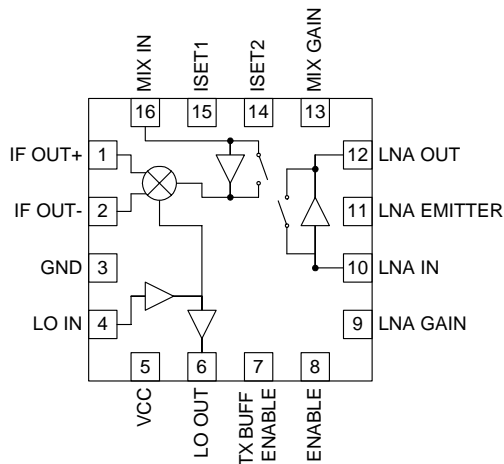 MIX IN
ISET1
ISET2
MIX GAIN
16
15
14
13
IF OUT+
1
12
LNA OUT
IF OUT-
2
11
LNA EMITTER
GND
3
10
LNA IN
LO IN
4
9
LNA GAIN
5
6
7
8
VCC
LO OUT
TX BUFF
ENABLE
ENABLE